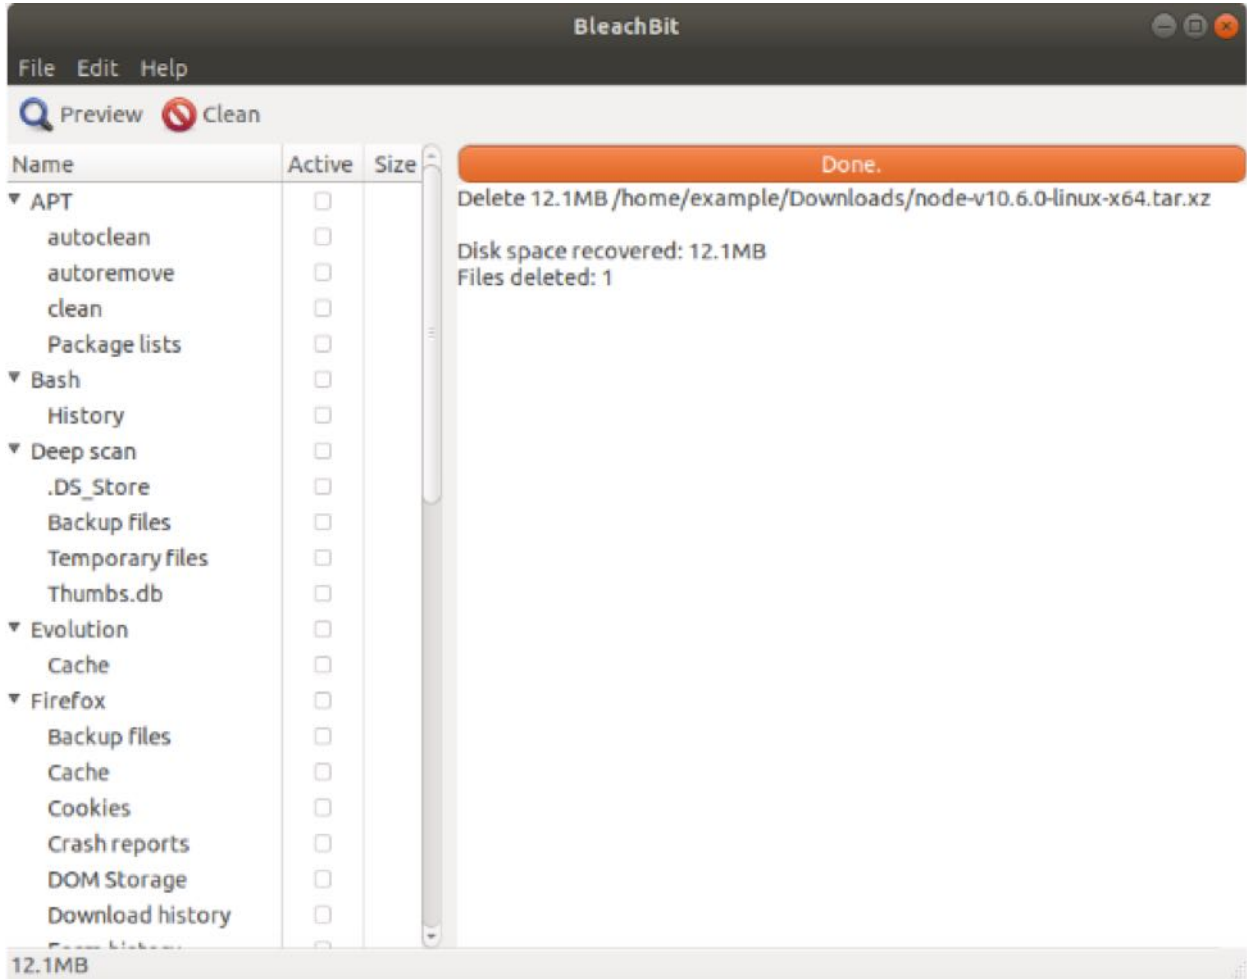 BleachBit
File Edit Help
Preview Clean
Name Active Size
APT
autoclean
autoremove
clean
Package lists
Bash
History
Deep scan
.DS_Store
Backup files
Temporary files
Thumbs.db
Evolution
Cache
Firefox
Backup files
Cache
Cookies
Crash reports
DOM Storage
Download history
Done.
Delete 12.1MB /home/example/Downloads/node-v10.6.0-linux-x64.tar.xz
Disk space recovered: 12.1MB
Files deleted: 1
12.1MB